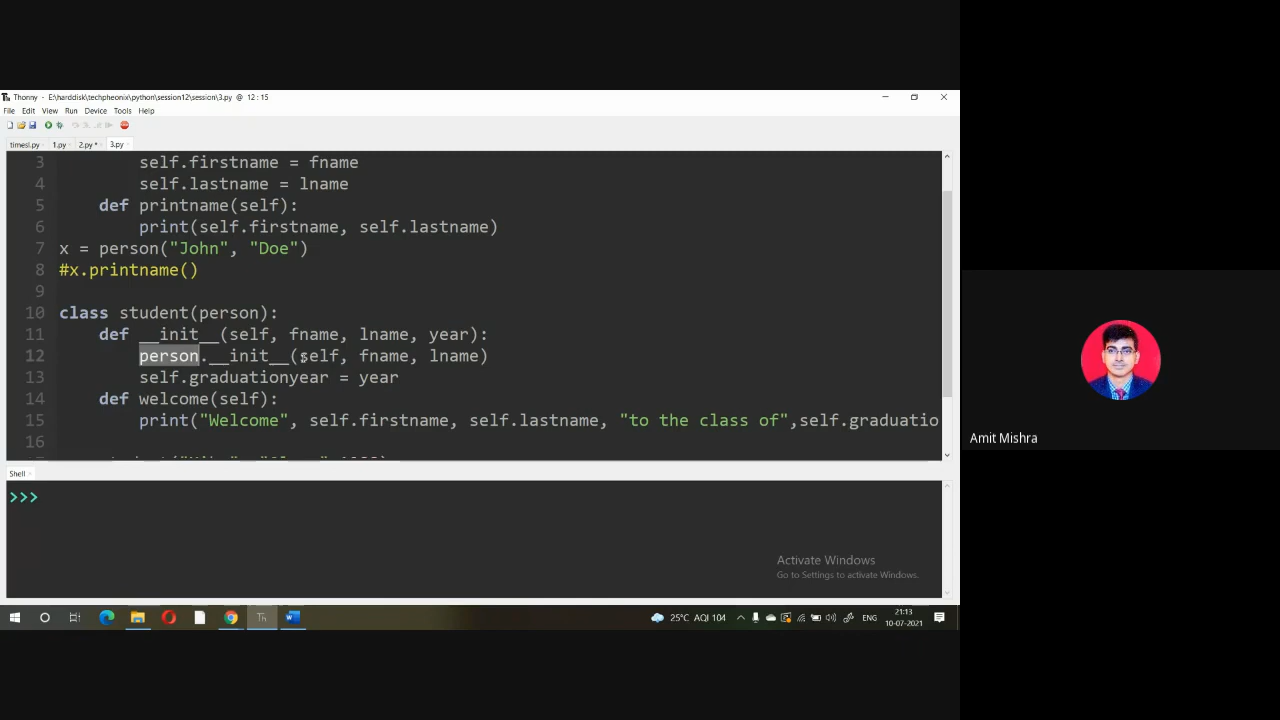 Thonny - E:\harddisk\techpheonix\python\session12\session\3.py @ 12 : 15
File Edit View Run Device Tools Help
timesl.py 1.py 2.py * 3.py
3 self.firstname = fname
4 self.lastname = lname
5 def printname(self):
6 print(self.firstname, self.lastname)
7 x = person("John", "Doe")
8 #x.printname()
9
10 class student(person):
11 def __init__(self, fname, lname, year):
12 person.__init__(self, fname, lname)
13 self.graduationyear = year
14 def welcome(self):
15 print("Welcome", self.firstname, self.lastname, "to the class of",self.graduatio
16
Shell
>>>
Activate Windows
Go to Settings to activate Windows.
Amit Mishra
25°C AQI 104 ENG 21:13
10-07-2021